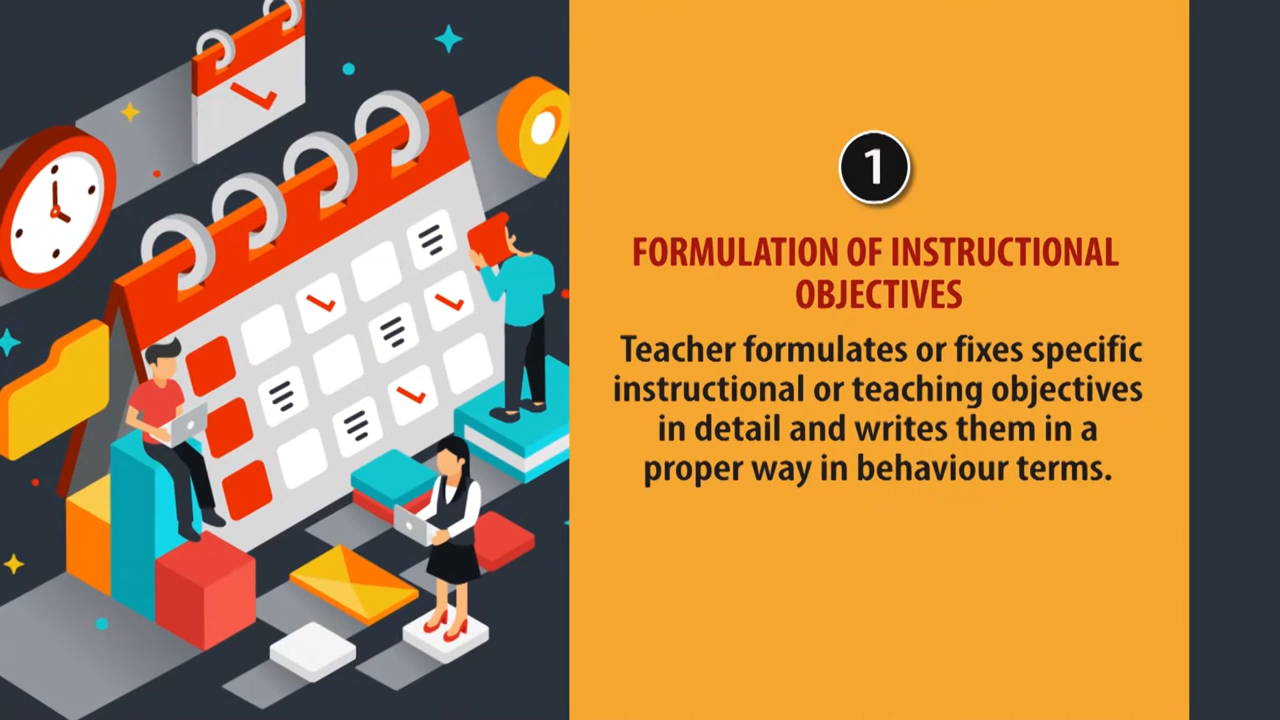 1
FORMULATION OF INSTRUCTIONAL
OBJECTIVES
Teacher formulates or fixes specific
instructional or teaching objectives
in detail and writes them in a
proper way in behaviour terms.